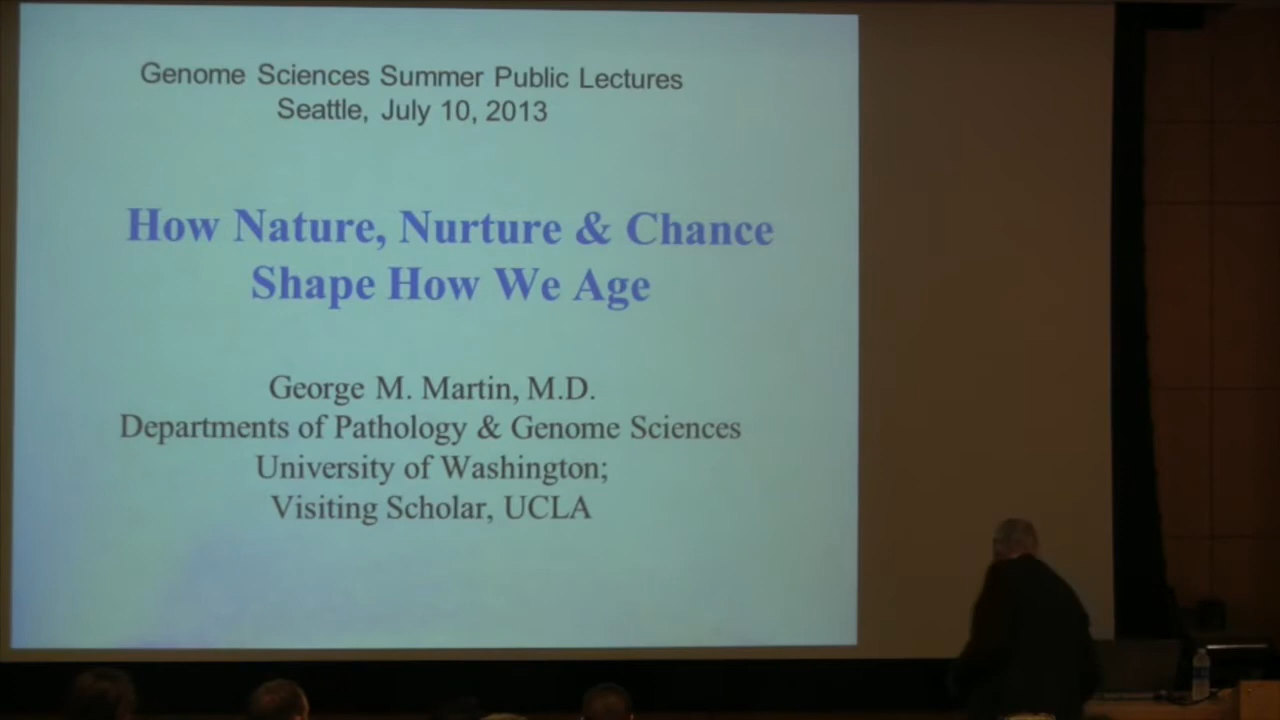 Genome Sciences Summer Public Lectures
Seattle, July 10, 2013
How Nature, Nurture & Chance
Shape How We Age
George M. Martin, M.D.
Departments of Pathology & Genome Sciences
University of Washington;
Visiting Scholar, UCLA